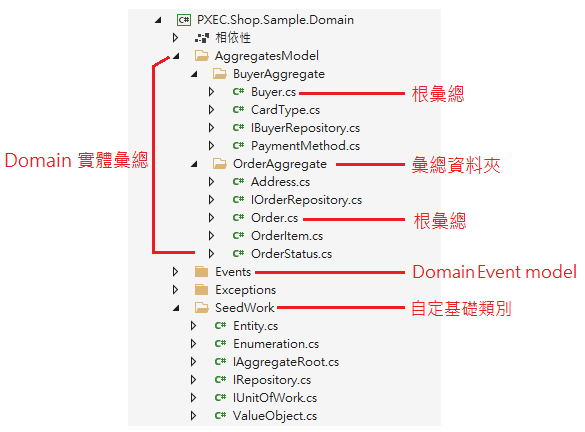 C# PXEC.Shop.Sample.Domain
相依性
AggregatesModel
BuyerAggregate
C# Buyer.cs
根彙總
C# CardType.cs
C# IBuyerRepository.cs
C# PaymentMethod.cs
Domain 實體彙總
OrderAggregate
彙總資料夾
C# Address.cs
C# IOrderRepository.cs
C# Order.cs
根彙總
C# OrderItem.cs
C# OrderStatus.cs
Events
Domain Event model
Exceptions
SeedWork
自定基礎類別
C# Entity.cs
C# Enumeration.cs
C# IAggregateRoot.cs
C# IRepository.cs
C# IUnitOfWork.cs
C# ValueObject.cs